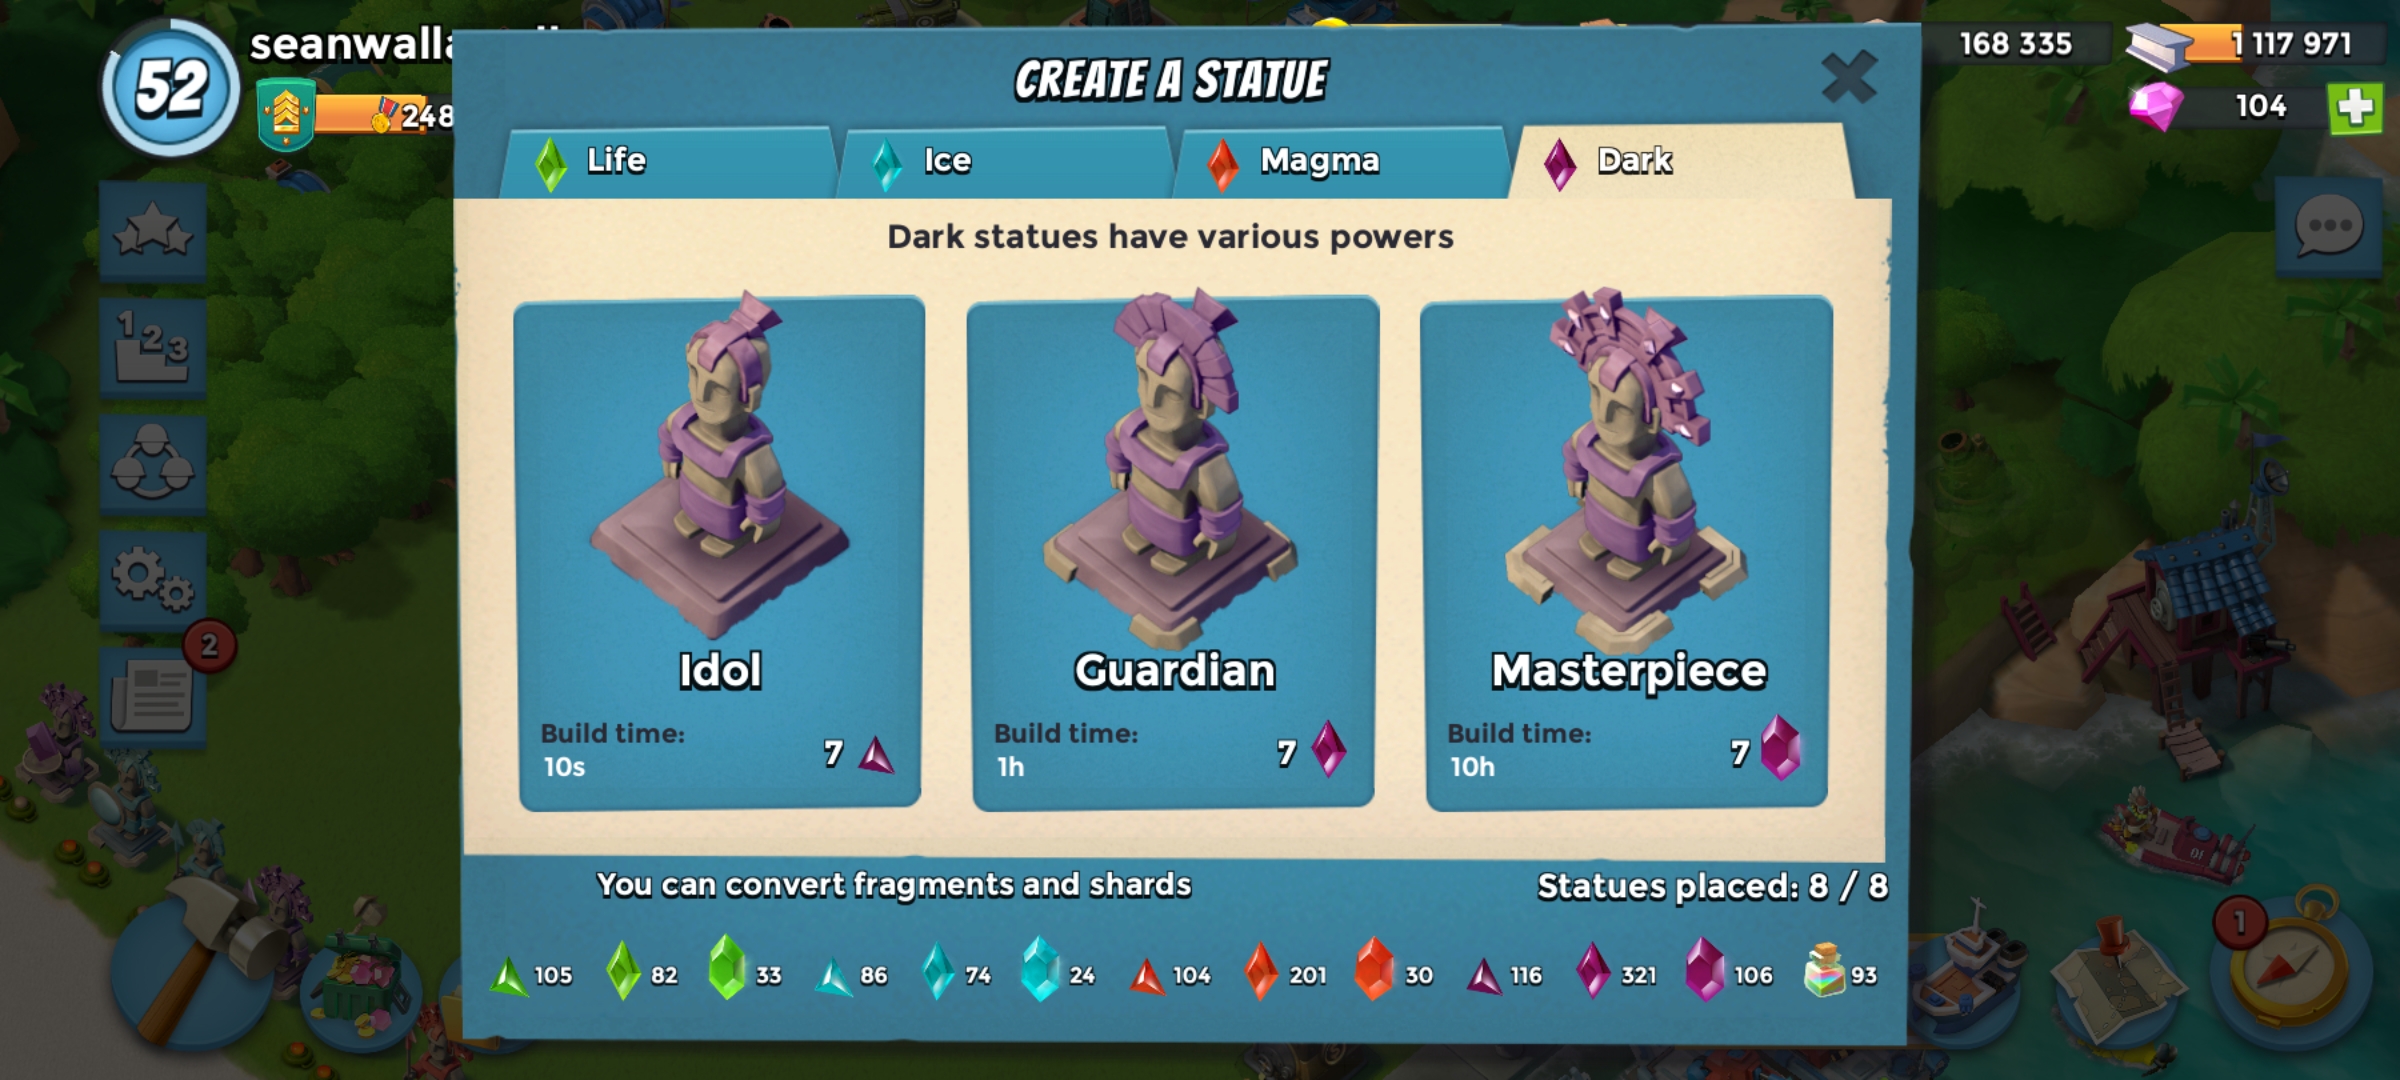 52
248
168 335
1 117 971
104
CREATE A STATUE
Life
Ice
Magma
Dark
Dark statues have various powers
Idol
Build time:
10s
7
Guardian
Build time:
1h
7
Masterpiece
Build time:
10h
7
1 2 3
2
You can convert fragments and shards
Statues placed: 8 / 8
105 82 33 86 74 24 104 201 30 116 321 106 93
1